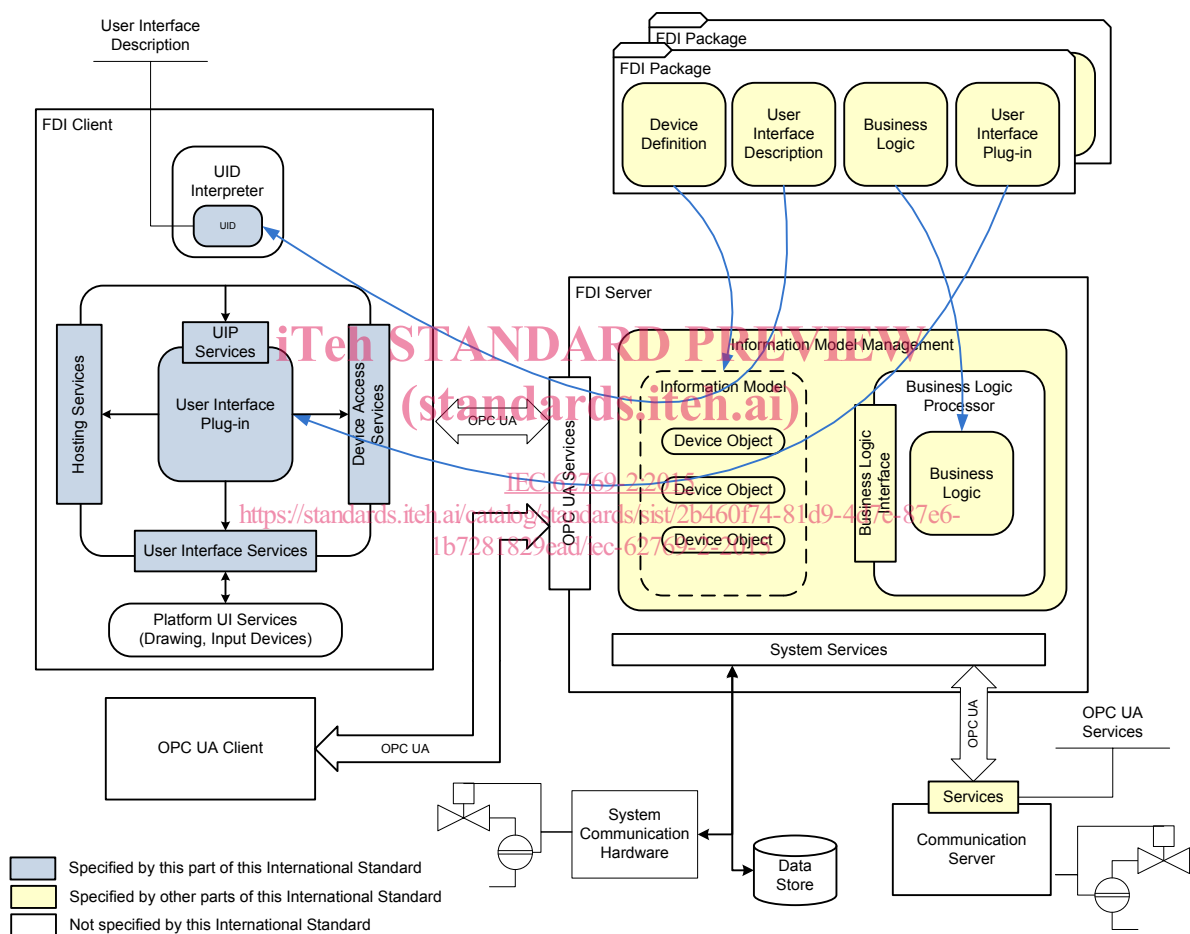 User Interface
Description
FDI Package
FDI Package
Device
Definition
User
Interface
Description
Business
Logic
User
Interface
Plug-in
FDI Client
UID
Interpreter
UID
UIP
Services
Hosting Services
User Interface
Plug-in
Device Access
Services
User Interface Services
Platform UI Services
(Drawing, Input Devices)
OPC UA
FDI Server
OPC UA Services
Information Model Management
Information Model
Device Object
Device Object
Device Object
Business Logic
Processor
Business Logic
Interface
Business
Logic
System Services
iTeh STANDARD PREVIEW
(standards.iteh.ai)
IEC 62769-2:2015
https://standards.iteh.ai/catalog/standards/sist/2b460f74-81d9-4c7e-87e6-
1b7281829ead/iec-62769-2-2015
OPC UA Client
OPC UA
OPC UA
OPC UA
Services
Services
Communication
Server
System
Communication
Hardware
Data
Store
Specified by this part of this International Standard
Specified by other parts of this International Standard
Not specified by this International Standard